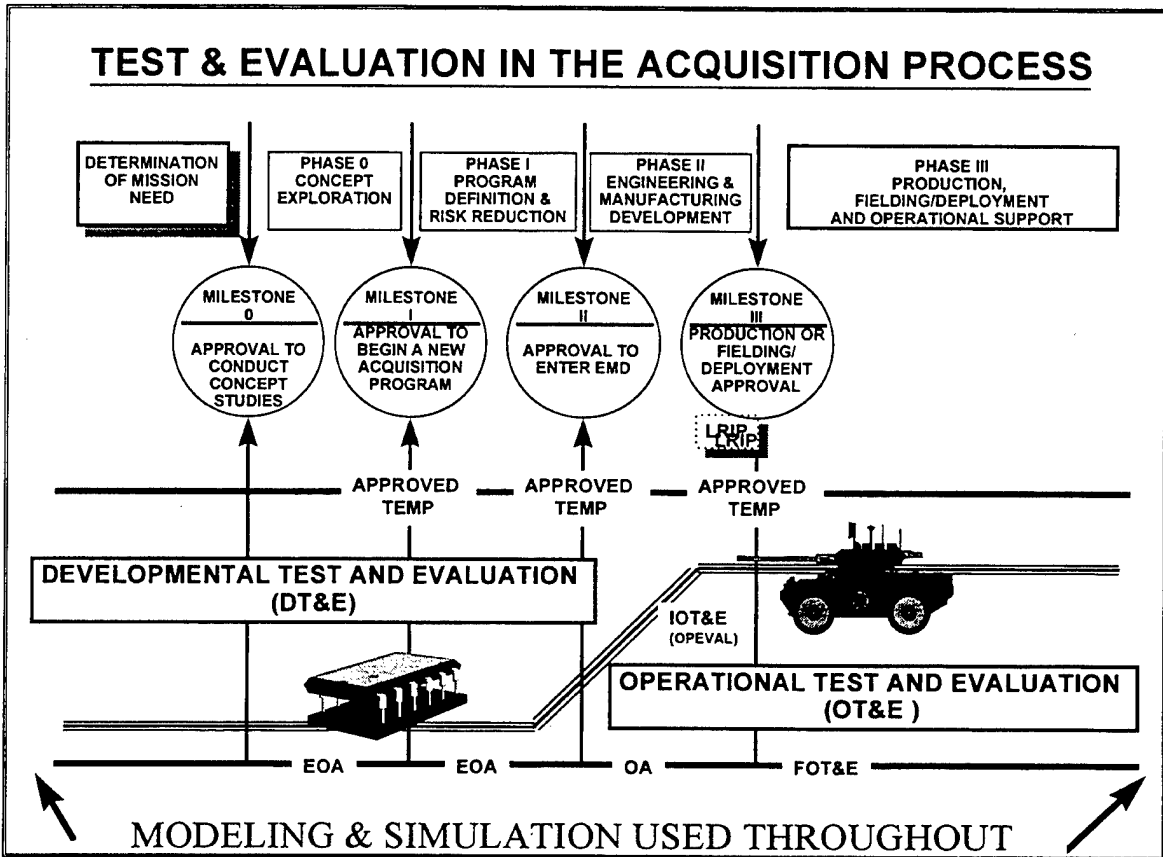 TEST & EVALUATION IN THE ACQUISITION PROCESS
DETERMINATION
OF MISSION
NEED
PHASE 0
CONCEPT
EXPLORATION
PHASE I
PROGRAM
DEFINITION &
RISK REDUCTION
PHASE II
ENGINEERING &
MANUFACTURING
DEVELOPMENT
PHASE III
PRODUCTION,
FIELDING/DEPLOYMENT
AND OPERATIONAL SUPPORT
MILESTONE
0
APPROVAL TO
CONDUCT
CONCEPT
STUDIES
MILESTONE
I
APPROVAL TO
BEGIN A NEW
ACQUISITION
PROGRAM
MILESTONE
II
APPROVAL TO
ENTER EMD
MILESTONE
III
PRODUCTION OR
FIELDING/
DEPLOYMENT
APPROVAL
LRIP
LRIP
APPROVED
TEMP
APPROVED
TEMP
APPROVED
TEMP
DEVELOPMENTAL TEST AND EVALUATION
(DT&E)
IOT&E
(OPEVAL)
OPERATIONAL TEST AND EVALUATION
(OT&E )
EOA
EOA
OA
FOT&E
MODELING & SIMULATION USED THROUGHOUT